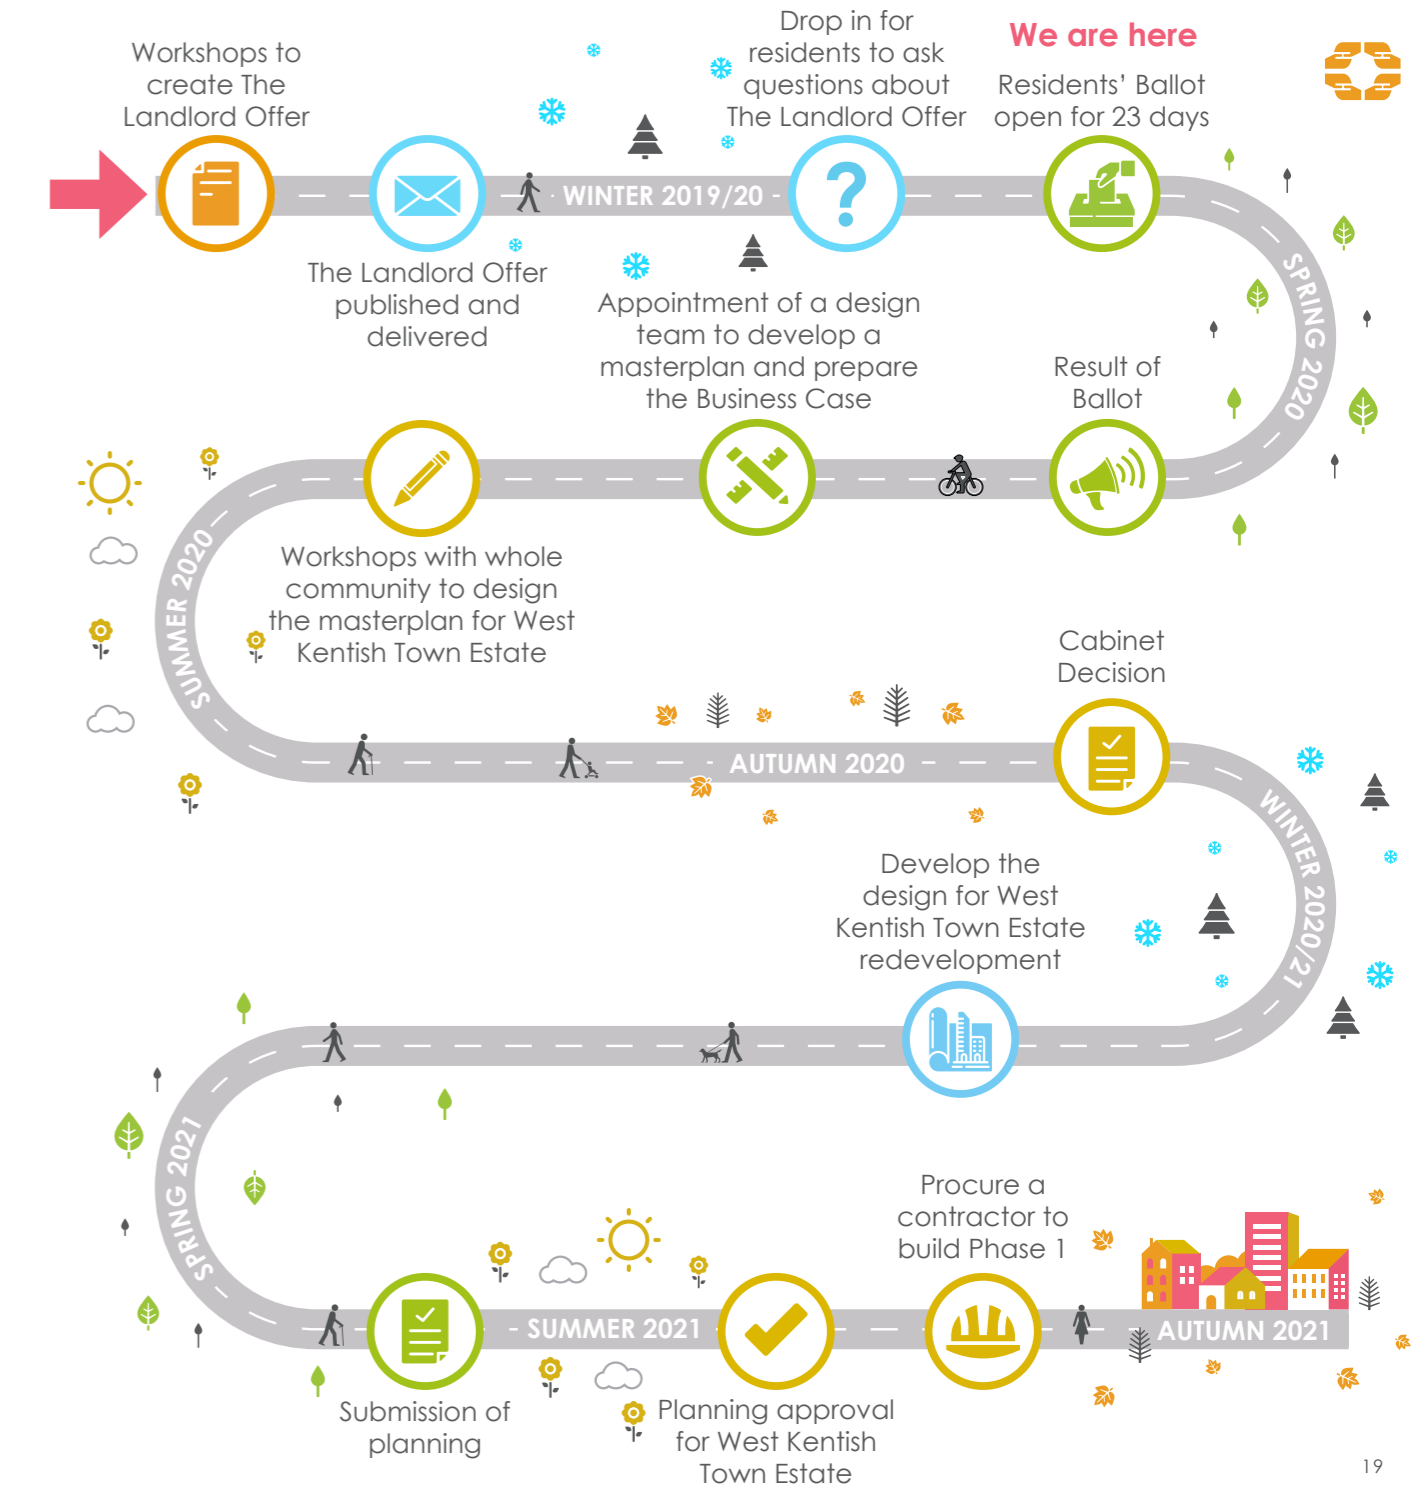 Workshops to
create The
Landlord Offer
Drop in for
residents to ask
questions about
The Landlord Offer
We are here
Residents' Ballot
open for 23 days
WINTER 2019/20
The Landlord Offer
published and
delivered
SPRING 2020
Appointment of a design
team to develop a
masterplan and prepare
the Business Case
Result of
Ballot
Workshops with whole
community to design
the masterplan for West
Kentish Town Estate
SUMMER 2020
Cabinet
Decision
AUTUMN 2020
WINTER 2020/21
Develop the
design for West
Kentish Town Estate
redevelopment
SPRING 2021
Procure a
contractor to
build Phase 1
SUMMER 2021
AUTUMN 2021
Submission of
planning
Planning approval
for West Kentish
Town Estate
19